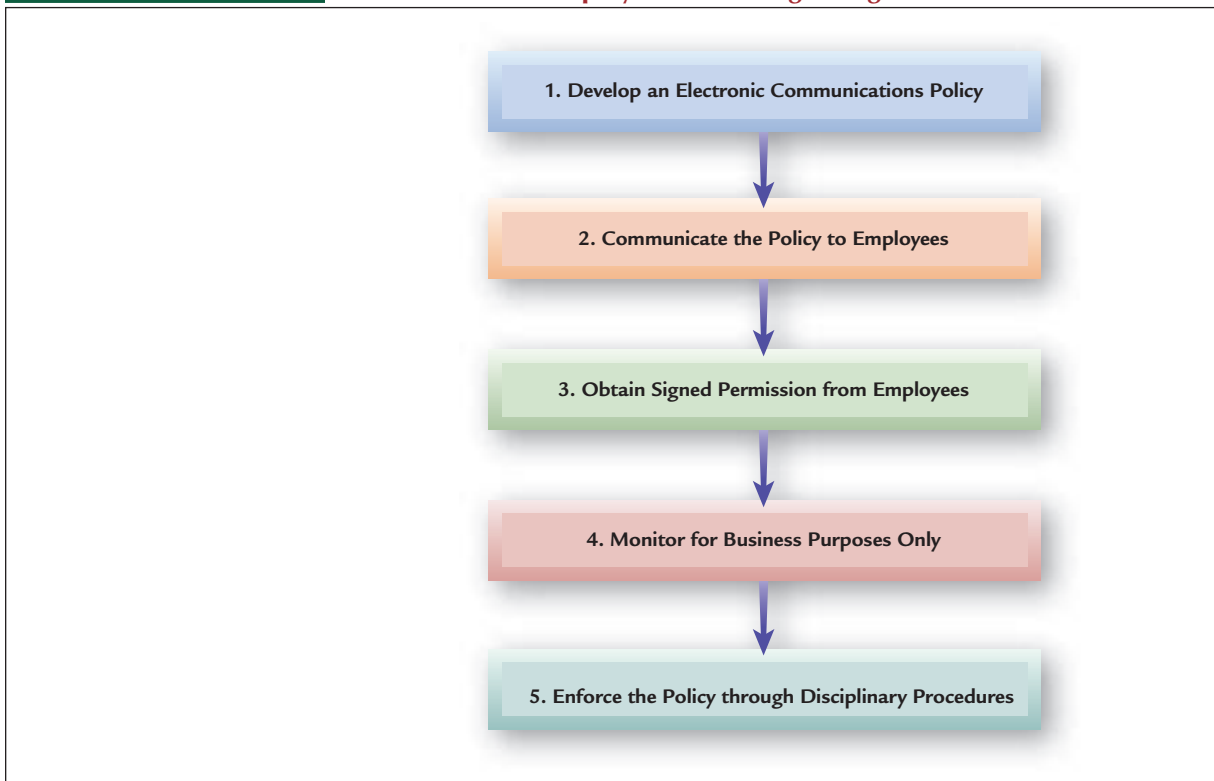 1. Develop an Electronic Communications Policy
2. Communicate the Policy to Employees
3. Obtain Signed Permission from Employees
4. Monitor for Business Purposes Only
5. Enforce the Policy through Disciplinary Procedures